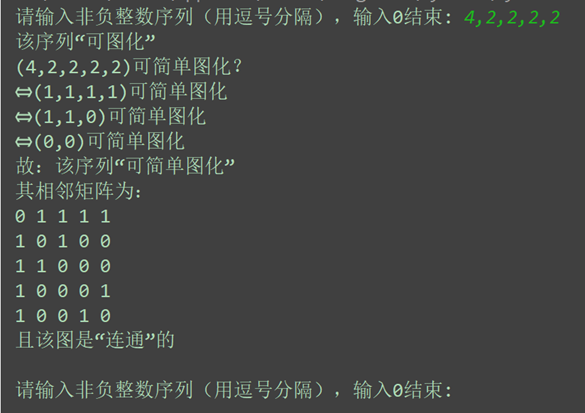 请输入非负整数序列（用逗号分隔），输入0结束: 4,2,2,2,2
该序列“可图化”
(4,2,2,2,2)可简单图化？
⇔(1,1,1,1)可简单图化
⇔(1,1,0)可简单图化
⇔(0,0)可简单图化
故: 该序列“可简单图化”
其相邻矩阵为:
0 1 1 1 1
1 0 1 0 0
1 1 0 0 0
1 0 0 0 1
1 0 0 1 0
且该图是“连通”的
请输入非负整数序列（用逗号分隔），输入0结束: